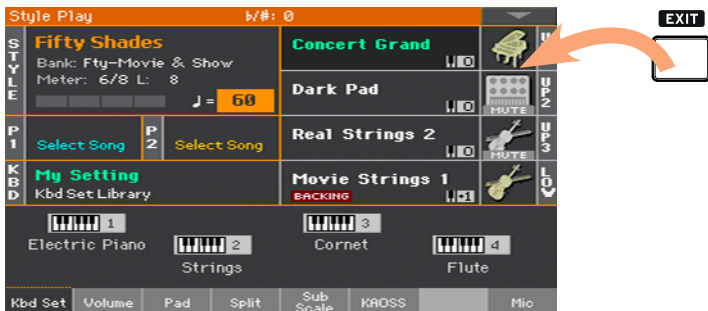 Style Play ♭/#: 0
EXIT
STYLE
Fifty Shades
Bank: Fty-Movie & Show
Meter: 6/8 L: 8
♩= 60
Concert Grand
Dark Pad
MUTE
UP2
P1
Select Song
P2
Select Song
Real Strings 2
MUTE
UP3
KBD
My Setting
Kbd Set Library
Movie Strings 1
BACKING
+1
LOW
1
Electric Piano
2
Strings
3
Cornet
4
Flute
Kbd Set Volume Pad Split Sub Scale KAOSS Mic